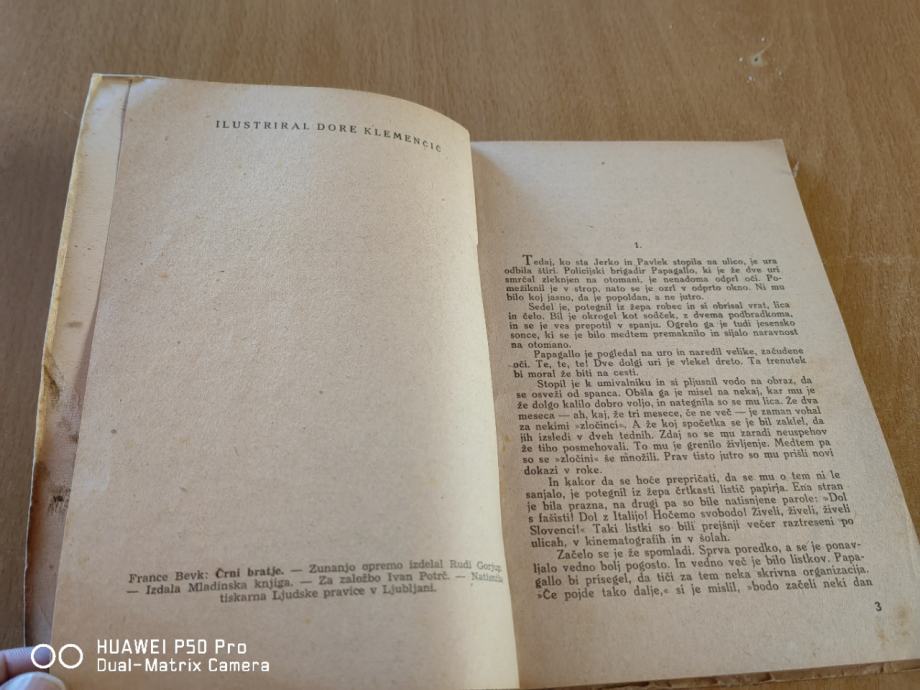 ILUSTRIRAL DORE KLEMENČIČ
France Bevk: Črni bratje. — Zunanjo opremo izdelal Rudi Gorjup.
— Izdala Mladinska knjiga. — Za založbo Ivan Potrč. — Natisnila
tiskarna Ljudske pravice v Ljubljani.
1.
Tedaj, ko sta Jerko in Pavlek stopila na ulico, je ura
odbila štiri. Policijski brigadir Papagallo, ki je že dve uri
smrčal zleknjen na otomani, je nenadoma odprl oči. Po-
mežiknil je v strop, nato se je ozrl v odprto okno. Ni mu
bilo koj jasno, da je popoldan, a ne jutro.
Sedel je, potegnil iz žepa robec in si obrisal vrat, lica
in čelo. Bil je okrogel kot sodček, z dvema podbradkoma,
in se je ves prepotil v spanju. Ogrelo ga je tudi jesensko
sonce, ki se je bilo medtem premaknilo in sijalo naravnost
na otomano.
Papagallo je pogledal na uro in naredil velike, začudene
oči. Te, te, te! Dve dolgi uri je vlekel dreto. Ta trenutek
bi moral že biti na cesti.
Stopil je k umivalniku in si pljusnil vodo na obraz, da
se osveži od spanca. Obšla ga je misel na nekaj, kar mu je
že dolgo kalilo dobro voljo, in nategnila so se mu lica. Že dva
meseca — ah, kaj, že tri mesece, če ne več — je zaman vohal
za nekimi »zločinci«. A že koj spočetka se je bil zaklel, da
jih izsledi v dveh tednih. Zdaj so se mu zaradi neuspehov
že tiho posmehovali. To mu je grenilo življenje. Medtem pa
so se »zločini« še množili. Prav tisto jutro so mu prišli novi
dokazi v roke.
In kakor da se hoče prepričati, da se mu o tem ni le
sanjalo, je potegnil iz žepa črtkasti listič papirja. Ena stran
je bila prazna, na drugi pa so bile natisnjene parole: »Dol
s fašisti! Dol z Italijo! Hočemo svobodo! Živeli, živeli, živeli
Slovenci!« Taki listki so bili prejšnji večer raztreseni po
ulicah, v kinematografih in v šolah.
Začelo se je že spomladi. Sprva poredko, a se je ponav-
ljalo vedno bolj pogosto. In vedno več je bilo listkov. Papa-
gallo bi prisegel, da tiči za tem neka skrivna organizacija.
»Če pojde tako dalje,« si je mislil, »bodo začeli neki dan
3
HUAWEI P50 Pro
Dual-Matrix Camera